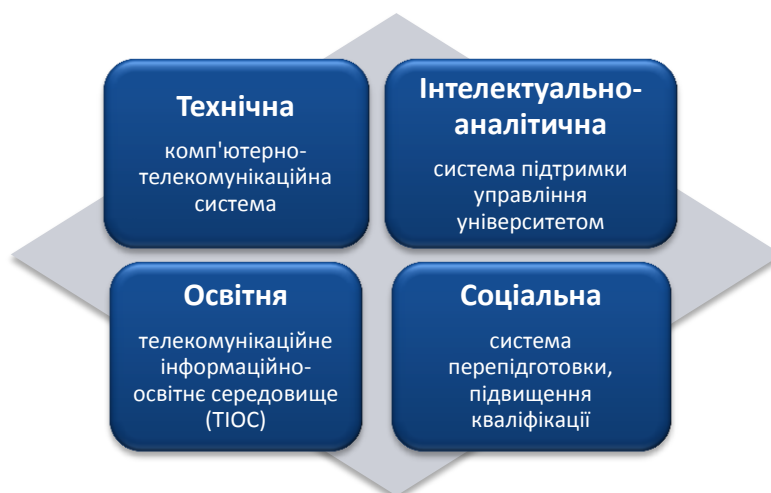 Технічна
комп'ютерно-
телекомунікаційна
система
Інтелектуально-
аналітична
система підтримки
управління
університетом
Освітня
телекомунікаційне
інформаційно-
освітнє середовище
(ТІОС)
Соціальна
система
перепідготовки,
підвищення
кваліфікації